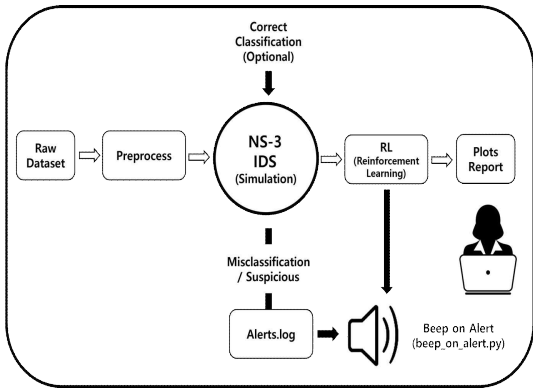 Correct
Classification
(Optional)
Raw
Dataset
Preprocess
NS-3
IDS
(Simulation)
RL
(Reinforcement
Learning)
Plots
Report
Misclassification
/ Suspicious
Alerts.log
Beep on Alert
(beep_on_alert.py)